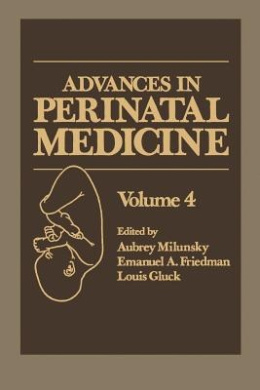 ADVANCES IN
PERINATAL
MEDICINE
Volume 4
Edited by
Aubrey Milunsky
Emanuel A. Friedman
Louis Gluck